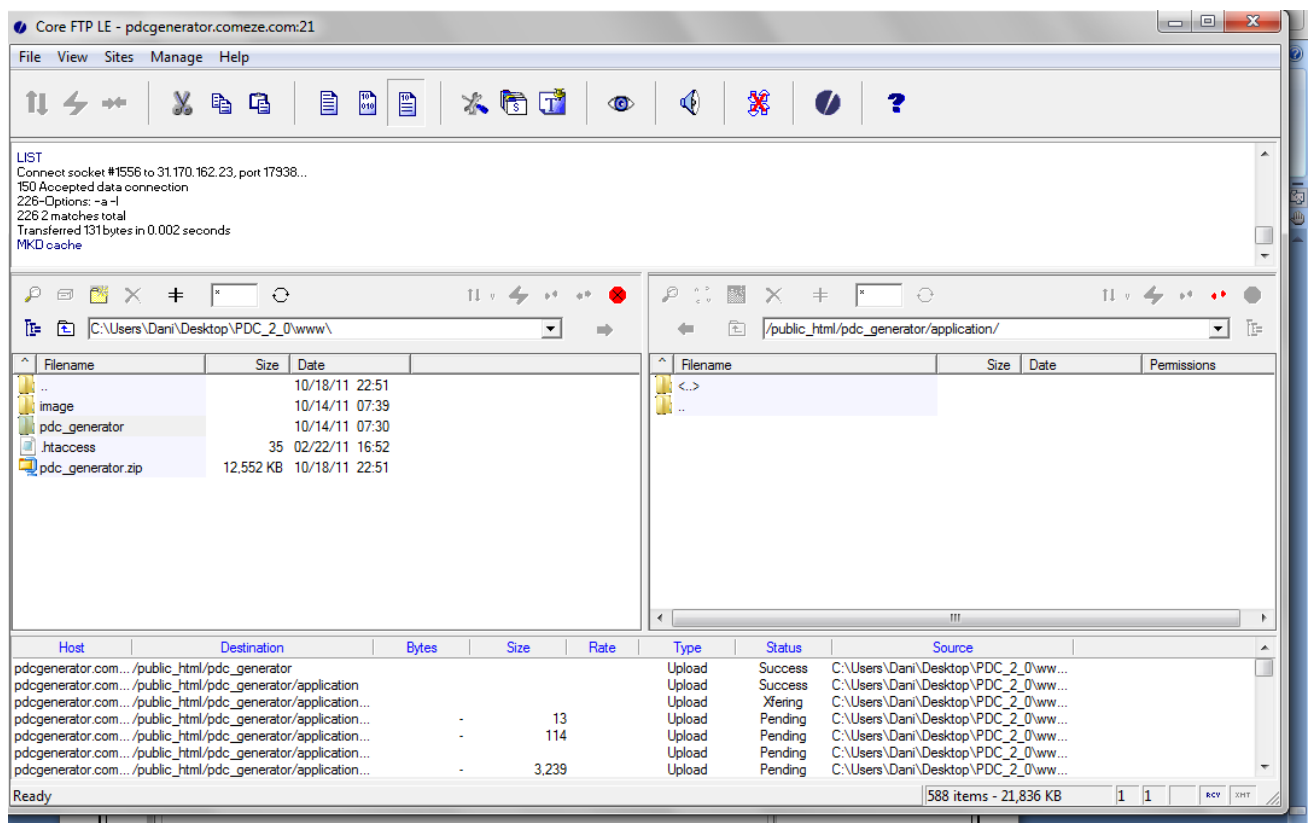 Core FTP LE - pdcgenerator.comeze.com:21
File View Sites Manage Help
LIST
Connect socket #1556 to 31.170.162.23, port 17938...
150 Accepted data connection
226-Options: -a -l
226 2 matches total
Transferred 131 bytes in 0.002 seconds
MKD cache
C:\Users\Dani\Desktop\PDC_2_0\www\
/public_html/pdc_generator/application/
^ Filename Size Date
.. 10/18/11 22:51
image 10/14/11 07:39
pdc_generator 10/14/11 07:30
.htaccess 35 02/22/11 16:52
pdc_generator.zip 12,552 KB 10/18/11 22:51
^ Filename Size Date Permissions
<..>
..
Host Destination Bytes Size Rate Type Status Source
pdcgenerator.com... /public_html/pdc_generator Upload Success C:\Users\Dani\Desktop\PDC_2_0\ww...
pdcgenerator.com... /public_html/pdc_generator/application Upload Success C:\Users\Dani\Desktop\PDC_2_0\ww...
pdcgenerator.com... /public_html/pdc_generator/application... Upload Xfering C:\Users\Dani\Desktop\PDC_2_0\ww...
pdcgenerator.com... /public_html/pdc_generator/application... - 13 Upload Pending C:\Users\Dani\Desktop\PDC_2_0\ww...
pdcgenerator.com... /public_html/pdc_generator/application... - 114 Upload Pending C:\Users\Dani\Desktop\PDC_2_0\ww...
pdcgenerator.com... /public_html/pdc_generator/application... Upload Pending C:\Users\Dani\Desktop\PDC_2_0\ww...
pdcgenerator.com... /public_html/pdc_generator/application... - 3,239 Upload Pending C:\Users\Dani\Desktop\PDC_2_0\ww...
Ready 588 items - 21,836 KB 1 1 RCV XMT